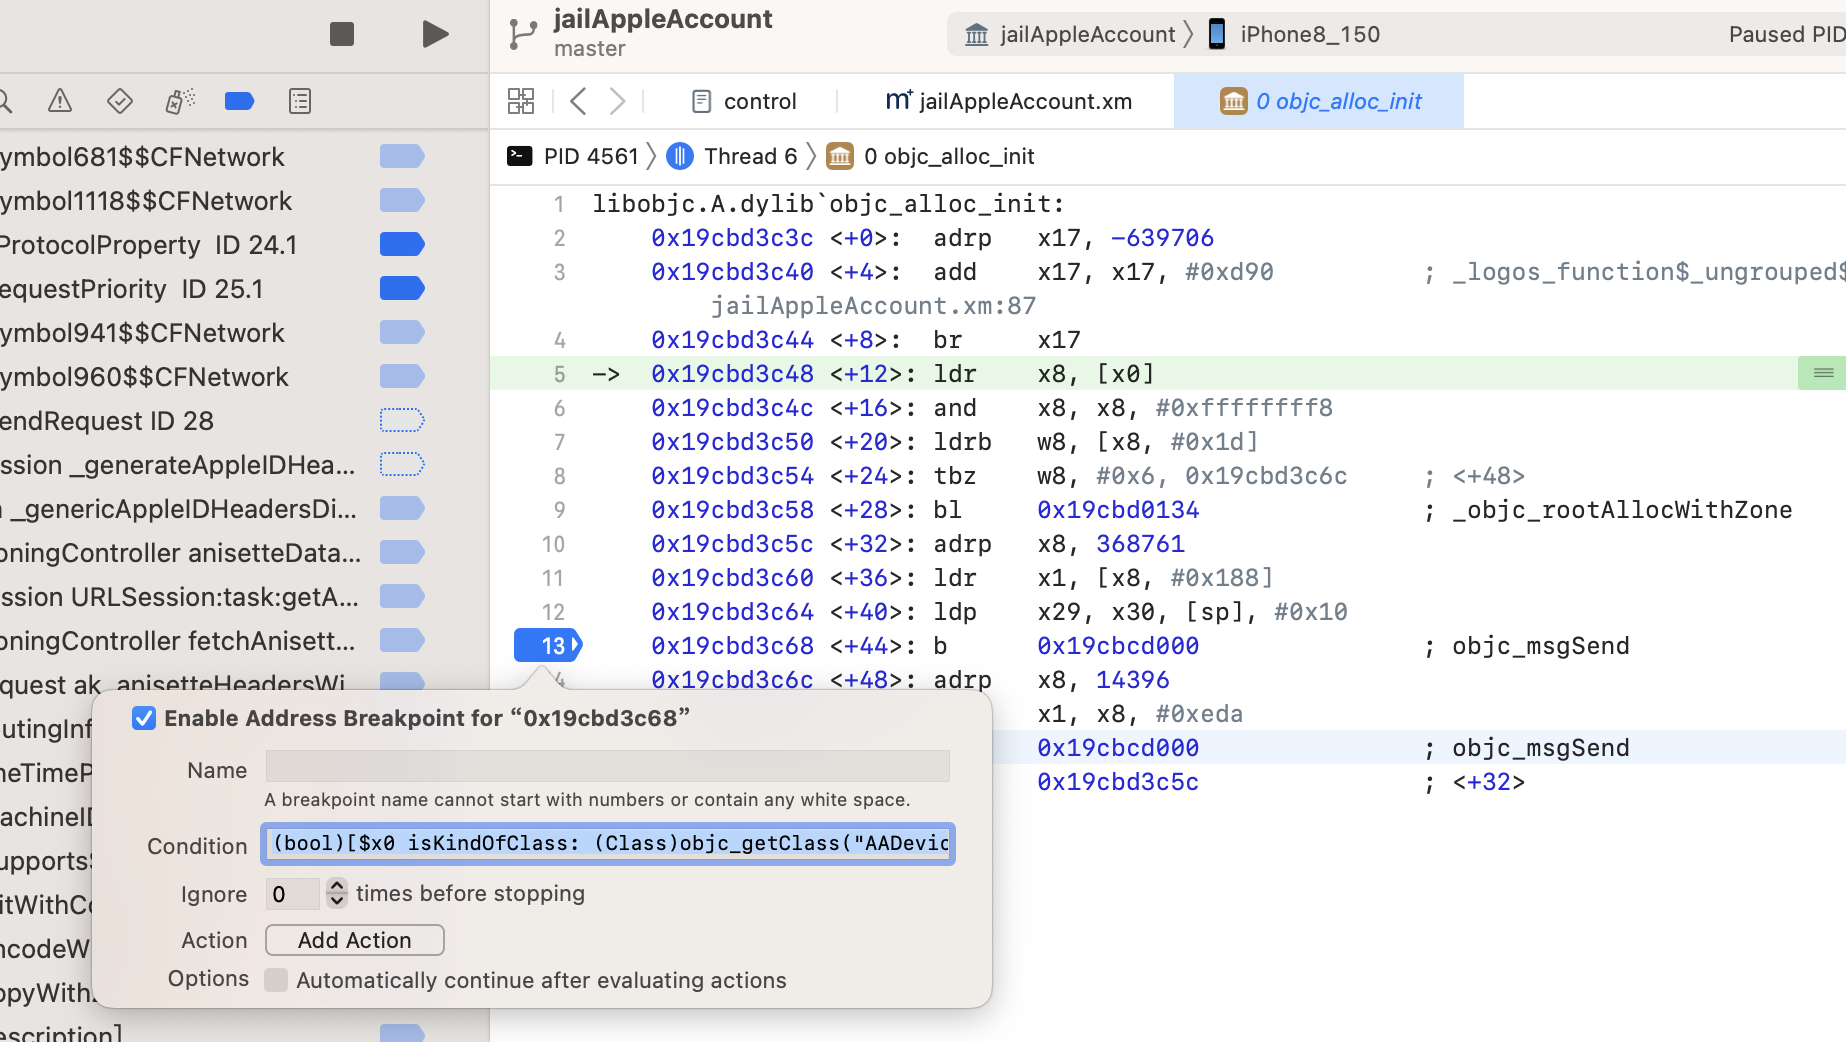 jailAppleAccount
master
jailAppleAccount
iPhone8_150
Paused PID
control
m+ jailAppleAccount.xm
0 objc_alloc_init
PID 4561
Thread 6
0 objc_alloc_init
ymbol681$$CFNetwork
ymbol1118$$CFNetwork
ProtocolProperty ID 24.1
equestPriority ID 25.1
ymbol941$$CFNetwork
ymbol960$$CFNetwork
endRequest ID 28
ssion _generateAppleIDHea...
_genericAppleIDHeadersDi...
oningController anisetteData...
ssion URLSession:task:getA...
oningController fetchAnisett...
quest ak_anisetteHeadersWi
utingInf
neTimeP
achineID
upports
itWithCo
ncodeW
opyWith
escription]
1 libobjc.A.dylib`objc_alloc_init:
2 0x19cbd3c3c <+0>: adrp x17, -639706
3 0x19cbd3c40 <+4>: add x17, x17, #0xd90 ; _logos_function$_ungrouped$
jailAppleAccount.xm:87
4 0x19cbd3c44 <+8>: br x17
5 -> 0x19cbd3c48 <+12>: ldr x8, [x0]
6 0x19cbd3c4c <+16>: and x8, x8, #0xffffffff8
7 0x19cbd3c50 <+20>: ldrb w8, [x8, #0x1d]
8 0x19cbd3c54 <+24>: tbz w8, #0x6, 0x19cbd3c6c ; <+48>
9 0x19cbd3c58 <+28>: bl 0x19cbd0134 ; _objc_rootAllocWithZone
10 0x19cbd3c5c <+32>: adrp x8, 368761
11 0x19cbd3c60 <+36>: ldr x1, [x8, #0x188]
12 0x19cbd3c64 <+40>: ldp x29, x30, [sp], #0x10
13 0x19cbd3c68 <+44>: b 0x19cbcd000 ; objc_msgSend
4 0x19cbd3c6c <+48>: adrp x8, 14396
x1, x8, #0xeda
0x19cbcd000 ; objc_msgSend
0x19cbd3c5c ; <+32>
Enable Address Breakpoint for “0x19cbd3c68”
Name
A breakpoint name cannot start with numbers or contain any white space.
Condition (bool)[$x0 isKindOfClass: (Class)objc_getClass("AADevic
Ignore 0 times before stopping
Action Add Action
Options Automatically continue after evaluating actions